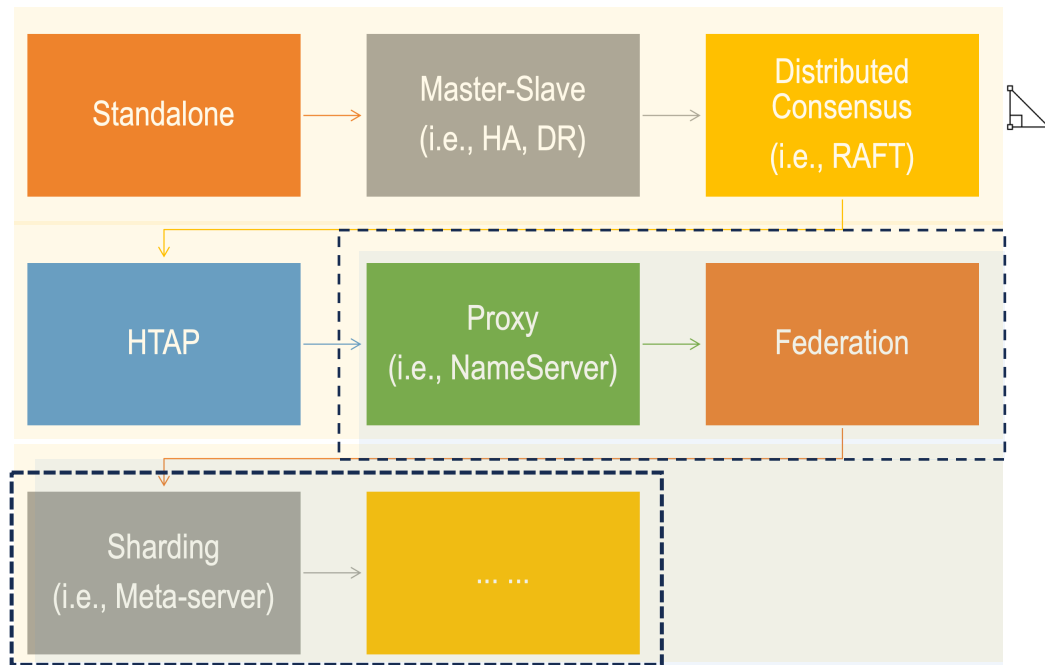 Standalone
Master-Slave
(i.e., HA, DR)
Distributed
Consensus
(i.e., RAFT)
HTAP
Proxy
(i.e., NameServer)
Federation
Sharding
(i.e., Meta-server)
... ...